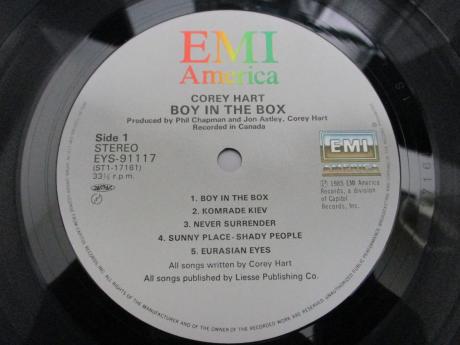 EMI
America
COREY HART
BOY IN THE BOX
Produced by Phil Chapman and Jon Astley, Corey Hart
Recorded in Canada
Side 1
STEREO
EYS-91117
(ST1-17161)
33⅓ r.p.m.
EMI
AMERICA
Ⓟ 1985 EMI America
Records, a division
of Capitol
Records, Inc.
1. BOY IN THE BOX
2. KOMRADE KIEV
3. NEVER SURRENDER
4. SUNNY PLACE-SHADY PEOPLE
5. EURASIAN EYES
All songs written by Corey Hart
All songs published by Liesse Publishing Co.